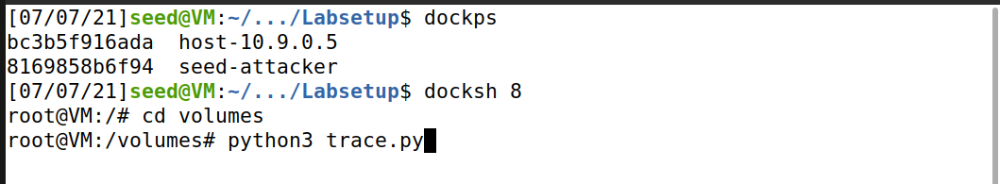 [07/07/21]seed@VM:~/.../Labsetup$ dockps
bc3b5f916ada  host-10.9.0.5
8169858b6f94  seed-attacker
[07/07/21]seed@VM:~/.../Labsetup$ docksh 8
root@VM:/# cd volumes
root@VM:/volumes# python3 trace.py